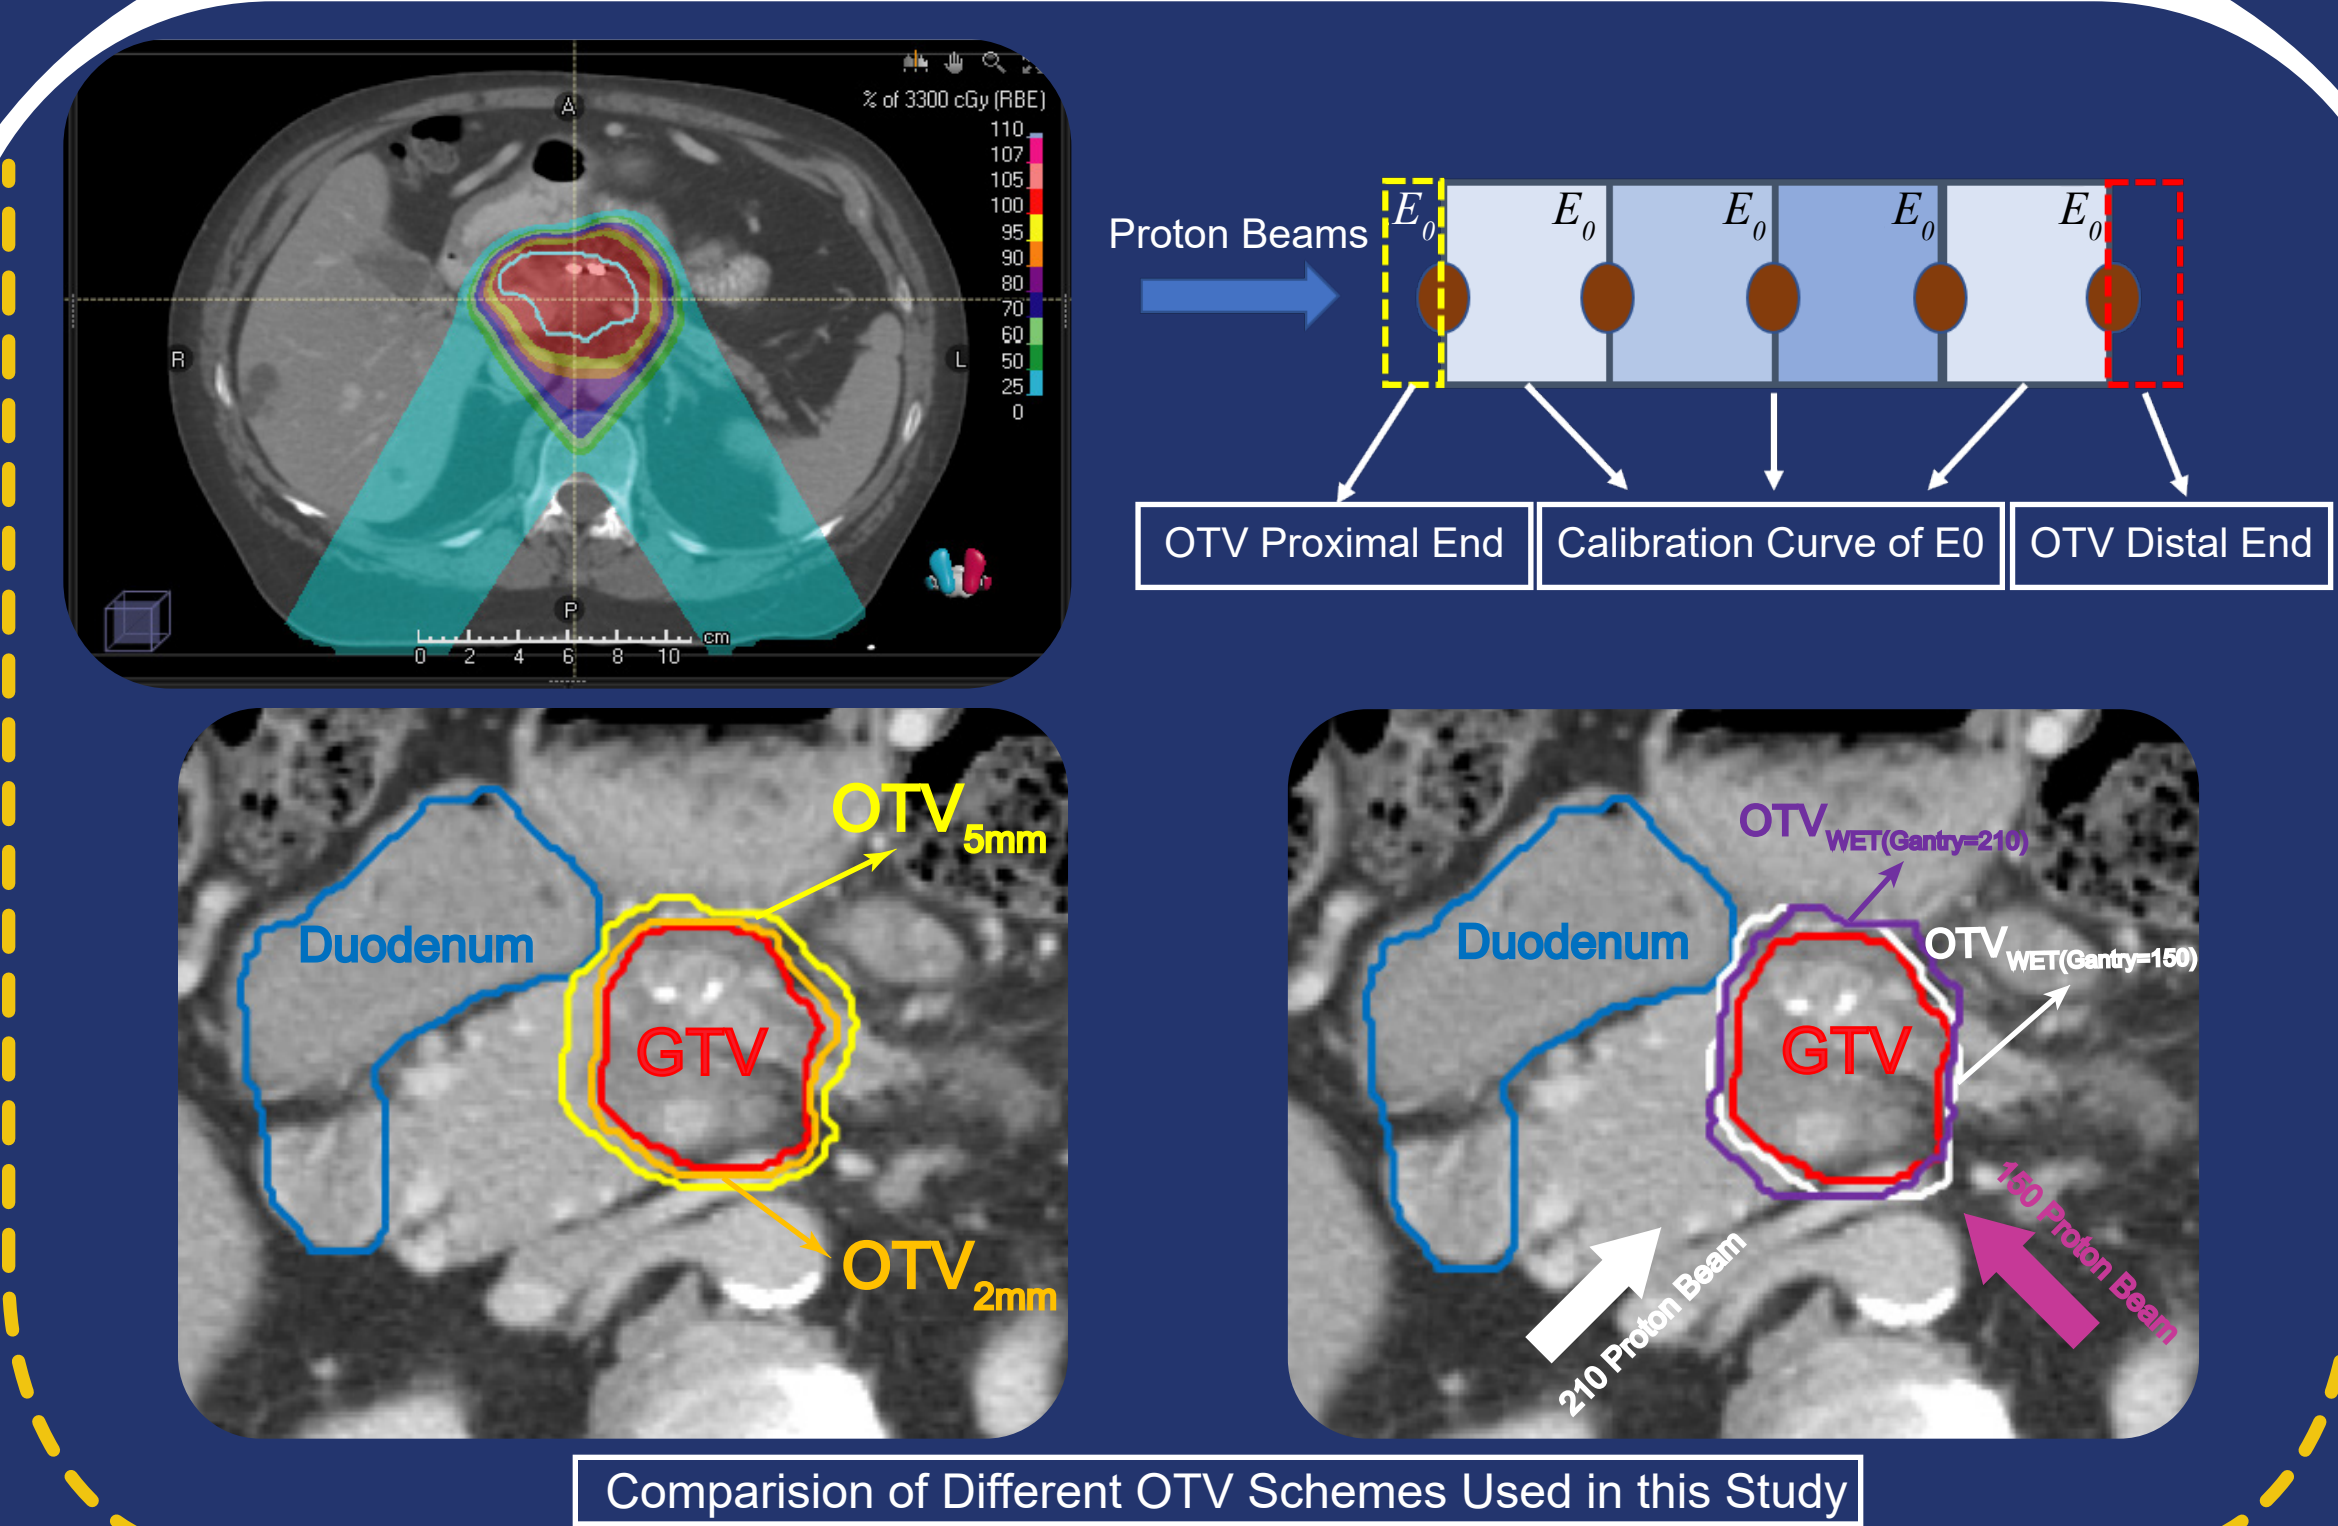 A
% of 3300 cGy (RBE)
110
107
105
100
95
90
80
70
60
50
25
0
R
L
P
cm
0 2 4 6 8 10
Proton Beams
E0 E0 E0 E0 E0
OTV Proximal End
Calibration Curve of E0
OTV Distal End
OTV5mm
Duodenum
GTV
OTV2mm
OTVWET(Gantry=210)
Duodenum
OTVWET(Gantry=150)
GTV
210 Proton Beam
150 Proton Beam
Comparision of Different OTV Schemes Used in this Study